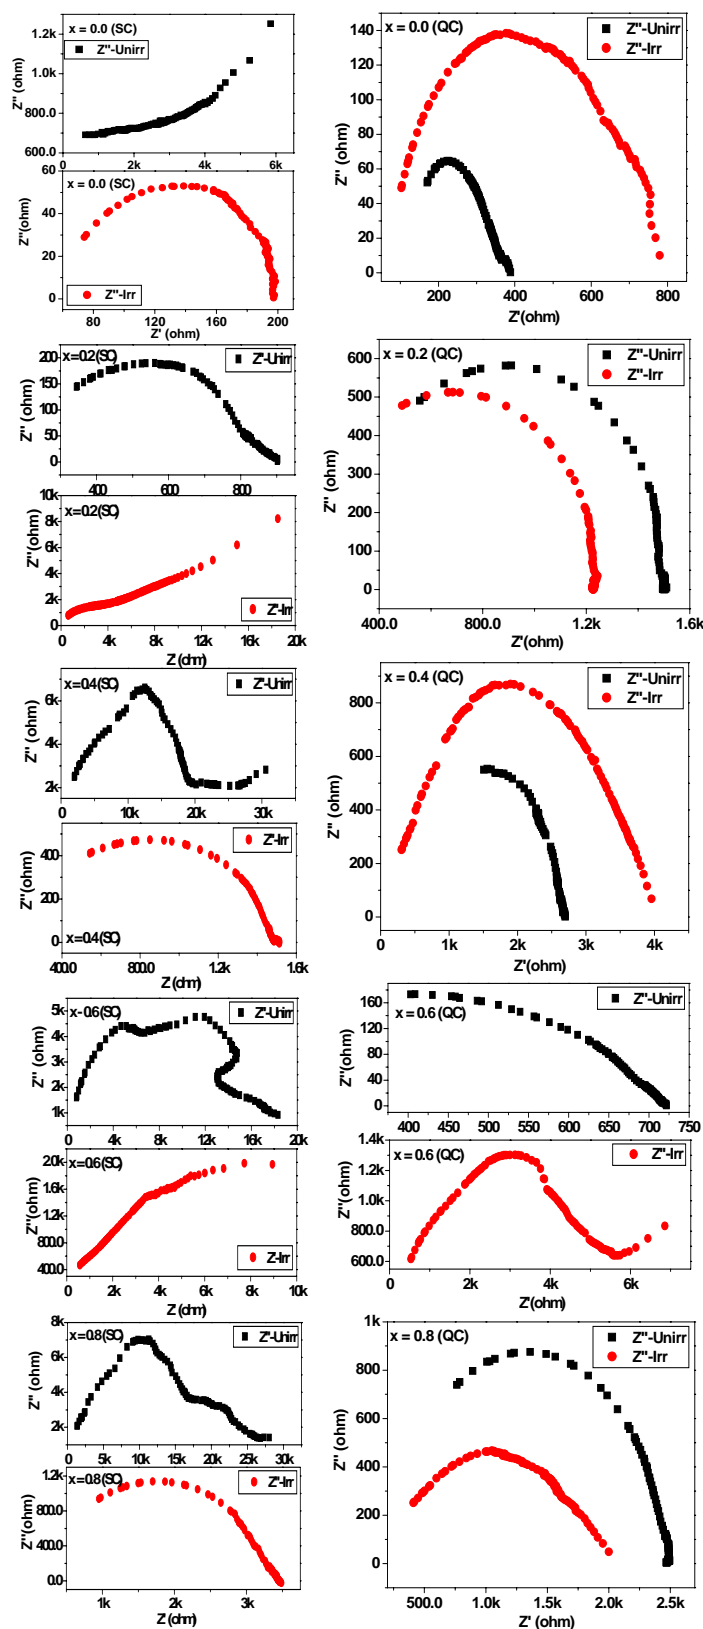 x = 0.0 (SC)
Z"-Unirr
Z'' (ohm)
1.2k
1.0k
800.0
600.0
0 2k 4k 6k
x = 0.0 (SC)
Z"-Irr
Z''(ohm)
60
40
20
0
80 120 160 200
Z' (ohm)
x=0.2(SC)
Z''-Unirr
Z'' (ohm)
200
150
100
50
0
400 600 800
x=0.2(SC)
Z''-Irr
Z''(ohm)
10k
8k
6k
4k
2k
0
0 4k 8k 12k 16k 20k
Z'(ohm)
x=0.4(SC)
Z''-Unirr
Z'' (ohm)
6k
4k
2k
0 10k 20k 30k
x=0.4(SC)
Z''-Irr
Z''(ohm)
400
200
0
400.0 800.0 1.2k 1.6k
Z'(ohm)
x-0.6(SC)
Z''-Unirr
Z'' (ohm)
5k
4k
3k
2k
1k
0 4k 8k 12k 16k 20k
x=0.6(SC)
Z'-Irr
Z''(ohm)
2.0k
1.6k
1.2k
800.0
400.0
0 2k 4k 6k 8k 10k
Z'(ohm)
x=0.8(SC)
Z''-Unirr
Z'' (ohm)
8k
6k
4k
2k
0 5k 10k 15k 20k 25k 30k
x=0.8(SC)
Z''-Irr
Z''(ohm)
1.2k
800.0
400.0
0.0
1k 2k 3k
Z'(ohm)
x = 0.0 (QC)
Z''-Unirr
Z''-Irr
Z'' (ohm)
140
120
100
80
60
40
20
0
200 400 600 800
Z'(ohm)
x = 0.2 (QC)
Z''-Unirr
Z''-Irr
Z'' (ohm)
600
500
400
300
200
100
0
400.0 800.0 1.2k 1.6k
Z'(ohm)
x = 0.4 (QC)
Z''-Unirr
Z''-Irr
Z'' (ohm)
800
600
400
200
0
0 1k 2k 3k 4k
Z'(ohm)
x = 0.6 (QC)
Z''-Unirr
Z'' (ohm)
160
120
80
40
0
400 450 500 550 600 650 700 750
x = 0.6 (QC)
Z''-Irr
Z''(ohm)
1.4k
1.2k
1.0k
800.0
600.0
0 2k 4k 6k
Z'(ohm)
x = 0.8 (QC)
Z''-Unirr
Z''-Irr
Z'' (ohm)
1k
800
600
400
200
0
500.0 1.0k 1.5k 2.0k 2.5k
Z' (ohm)